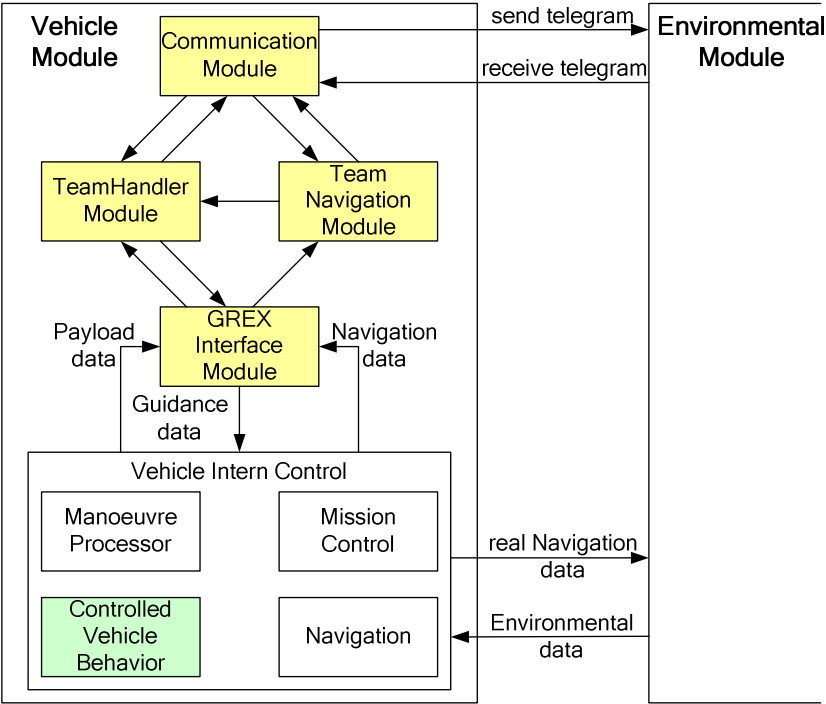 Vehicle
Module
Communication
Module
send telegram
receive telegram
Environmental
Module
TeamHandler
Module
Team
Navigation
Module
GREX
Interface
Module
Payload
data
Navigation
data
Guidance
data
Vehicle Intern Control
Manoeuvre
Processor
Mission
Control
real Navigation
data
Controlled
Vehicle
Behavior
Navigation
Environmental
data